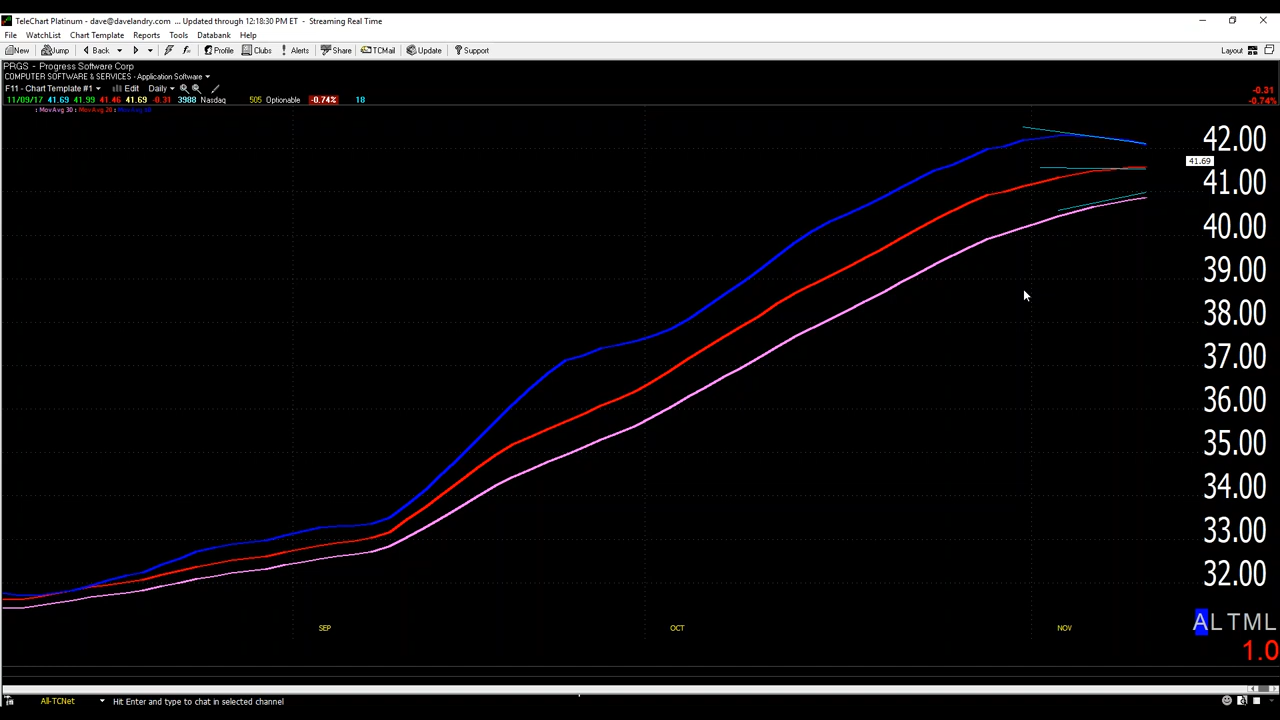 TeleChart Platinum - dave@davelandry.com ... Updated through 12:18:30 PM ET - Streaming Real Time
File WatchList Chart Template Reports Tools Databank Help
New Jump Back Profile Clubs Alerts Share TCMail Update Support Layout
PRGS - Progress Software Corp
COMPUTER SOFTWARE & SERVICES - Application Software
F11 - Chart Template #1 Edit Daily
11/09/17 41.69 41.99 41.46 41.69 -0.31 3988 Nasdaq 505 Optionable -0.74% 18
-0.31
-0.74%
: MovAvg 30 : MovAvg 20 :
42.00
41.69
41.00
40.00
39.00
38.00
37.00
36.00
35.00
34.00
33.00
32.00
ALTML
SEP OCT NOV
1.0
All-TCNet Hit Enter and type to chat in selected channel